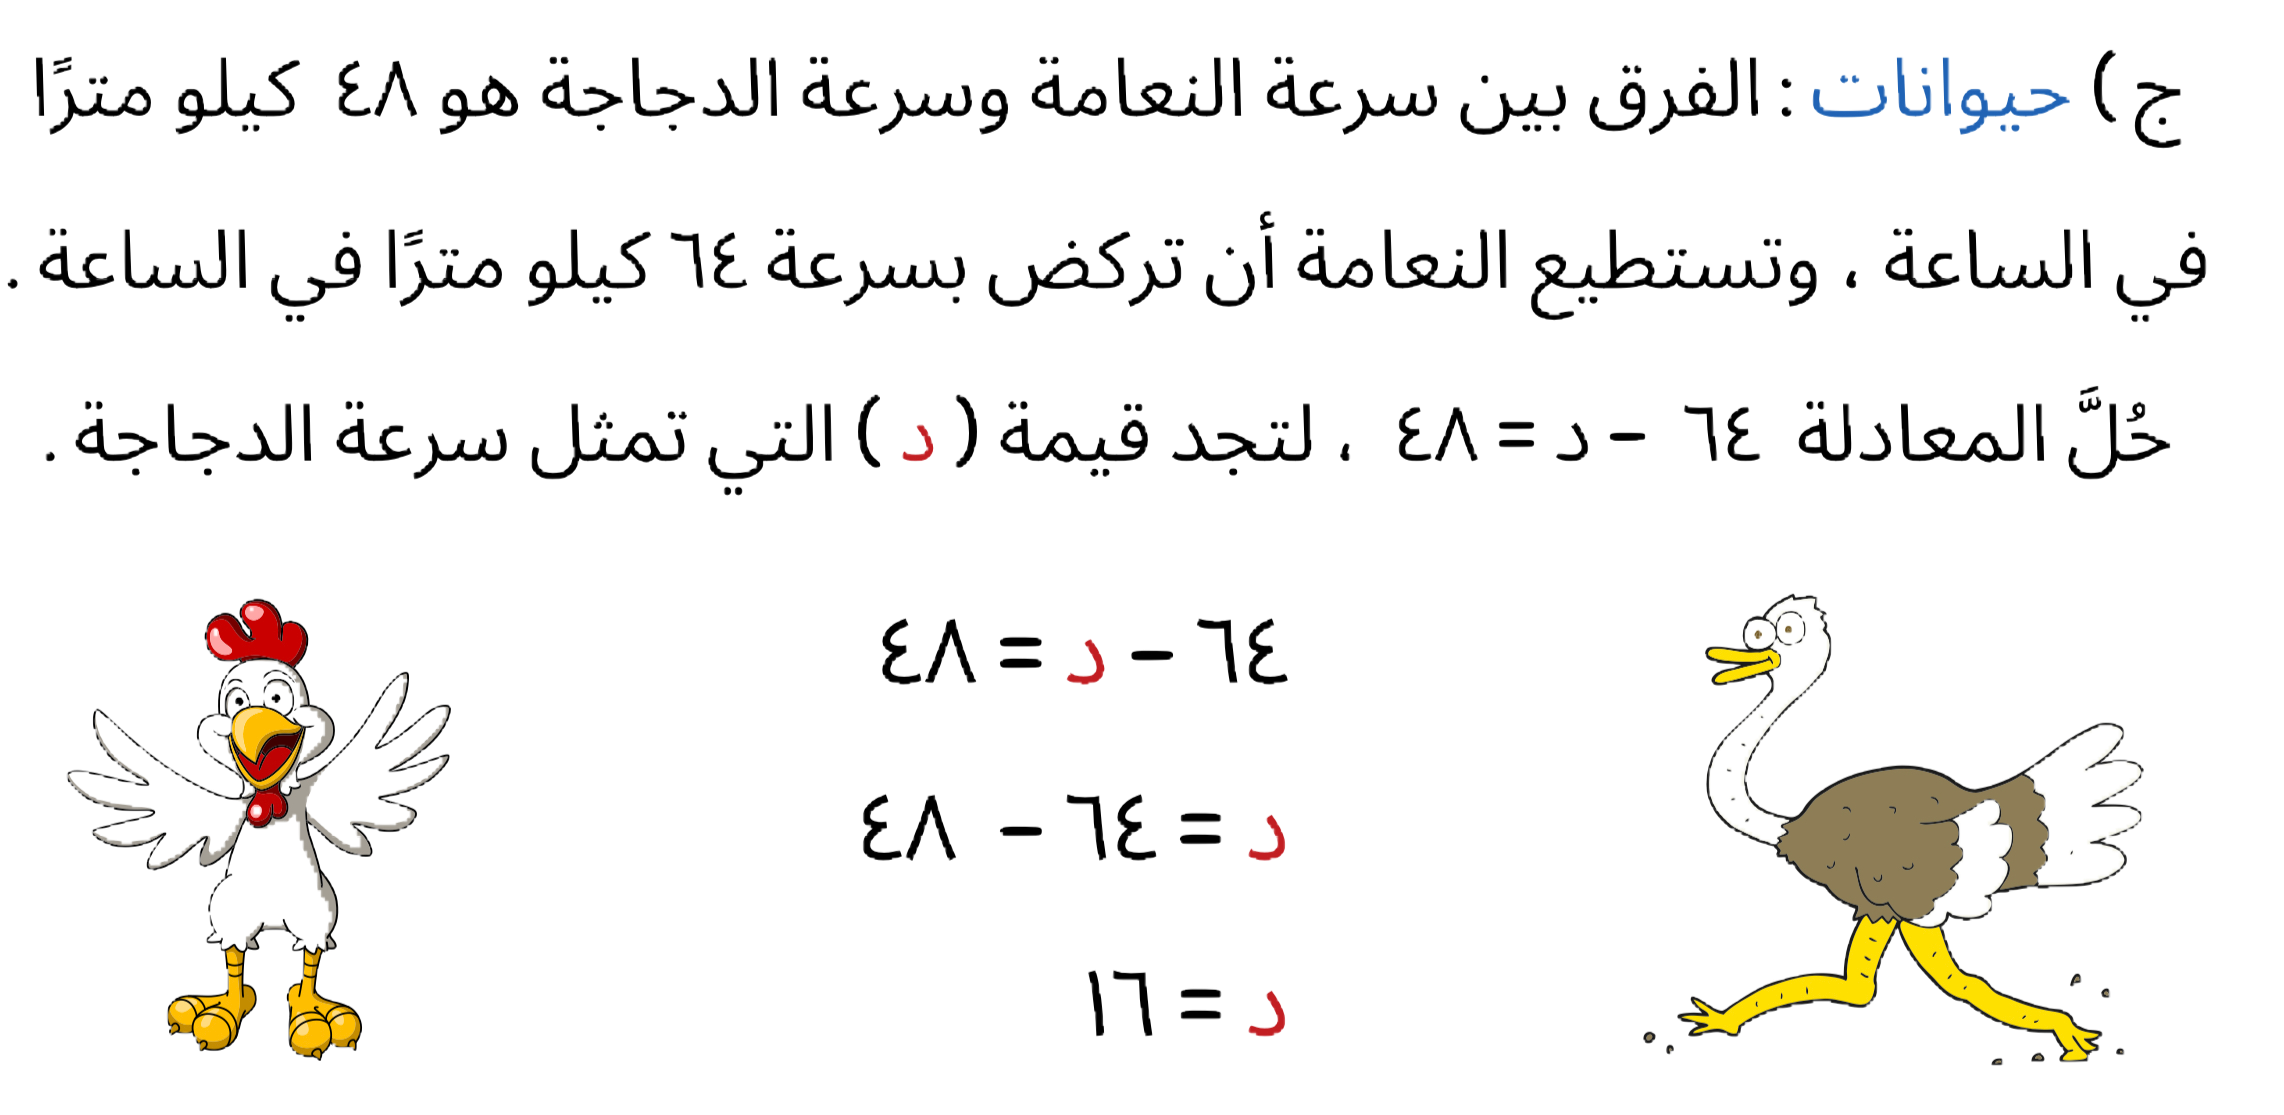 ج ) حيوانات : الفرق بين سرعة النعامة وسرعة الدجاجة هو ٤٨ كيلو مترًا
في الساعة ، وتستطيع النعامة أن تركض بسرعة ٦٤ كيلو مترًا في الساعة .
حُلَّ المعادلة ٦٤ – د = ٤٨ ، لتجد قيمة ( د ) التي تمثل سرعة الدجاجة .
٦٤ – د = ٤٨
د = ٦٤ – ٤٨
د = ١٦